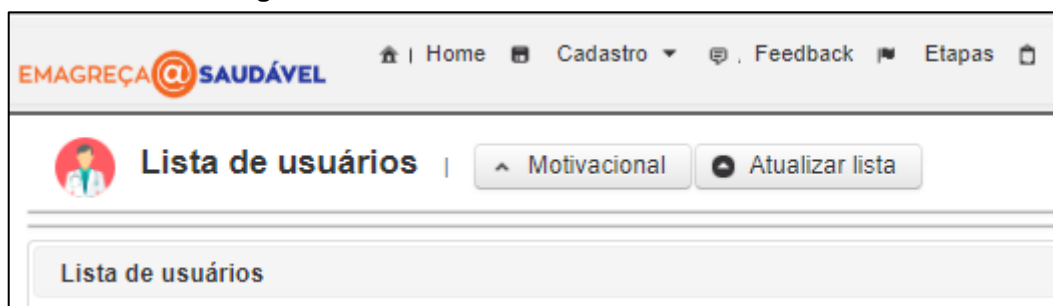 Home Cadastro Feedback Etapas
EMAGREÇA@SAUDÁVEL
Lista de usuários | Motivacional Atualizar lista
Lista de usuários